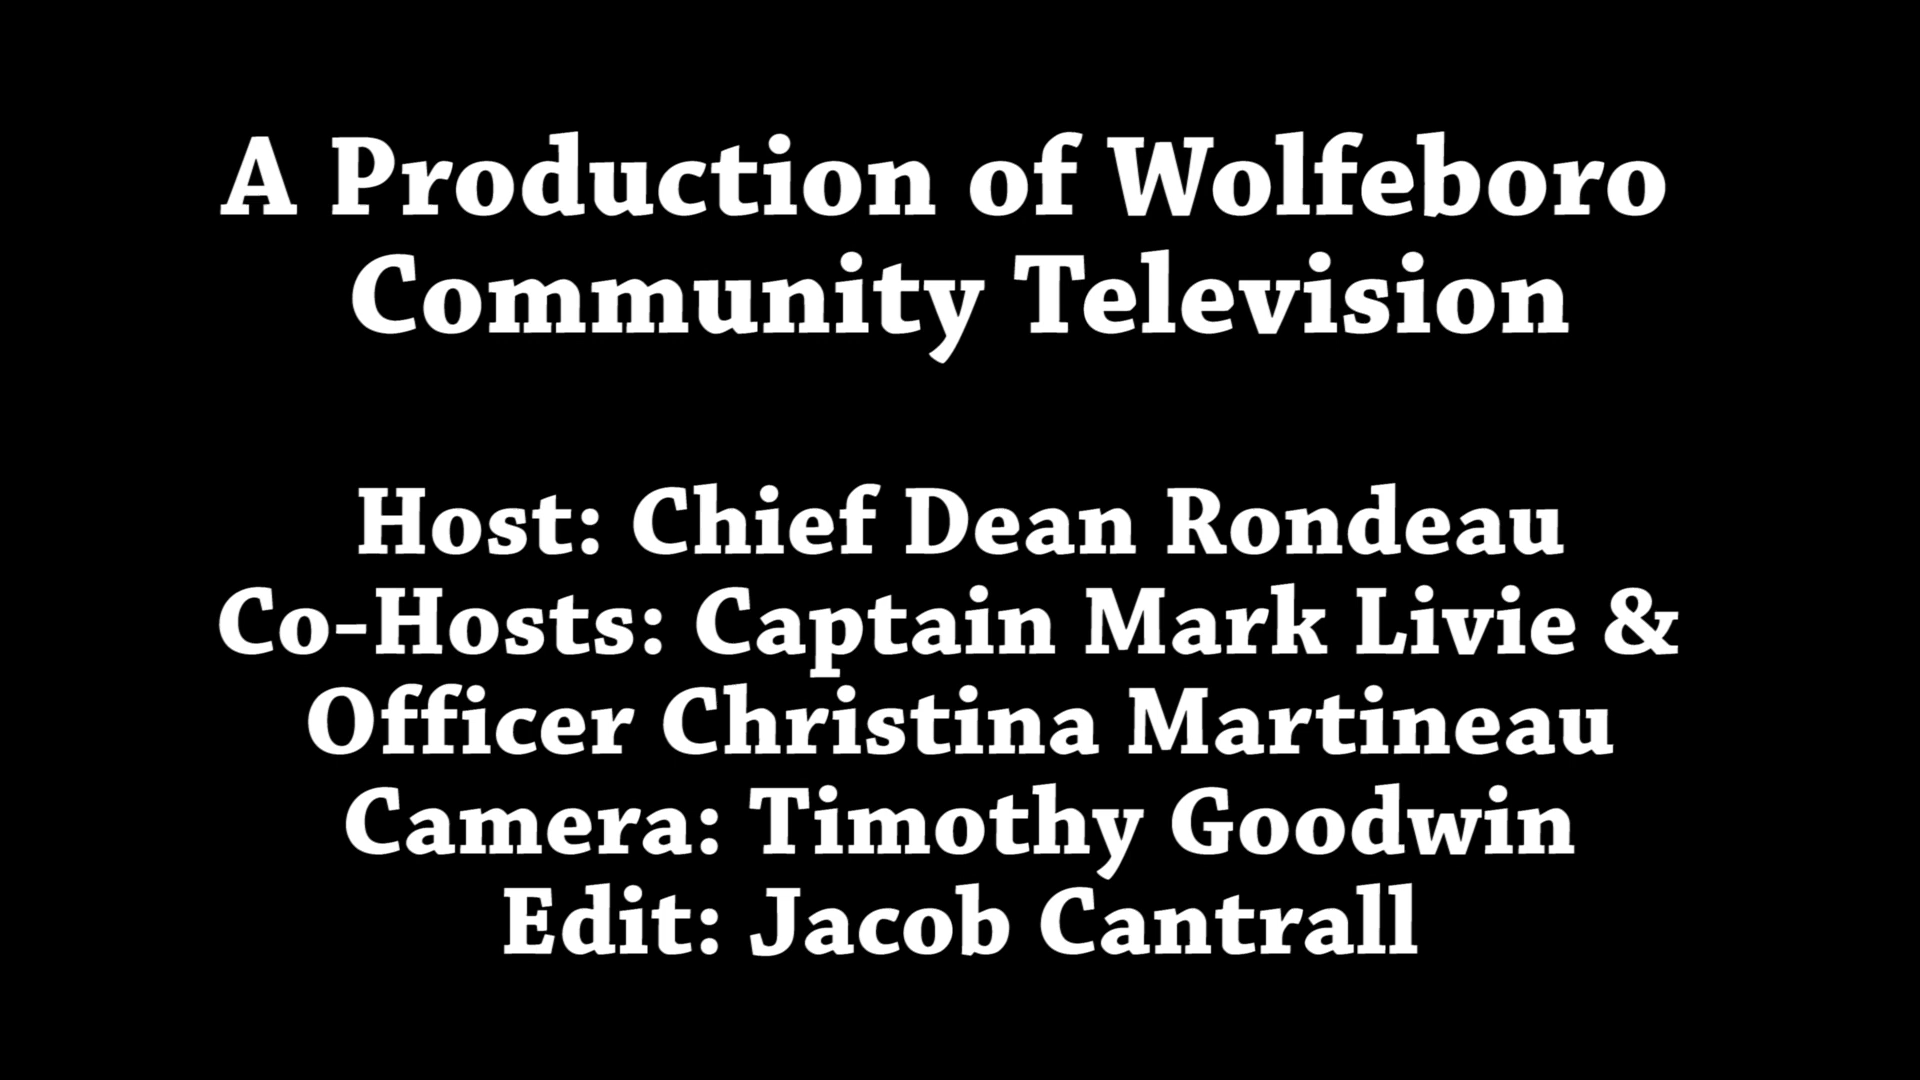 A Production of Wolfeboro
Community Television
Host: Chief Dean Rondeau
Co-Hosts: Captain Mark Livie &
Officer Christina Martineau
Camera: Timothy Goodwin
Edit: Jacob Cantrall